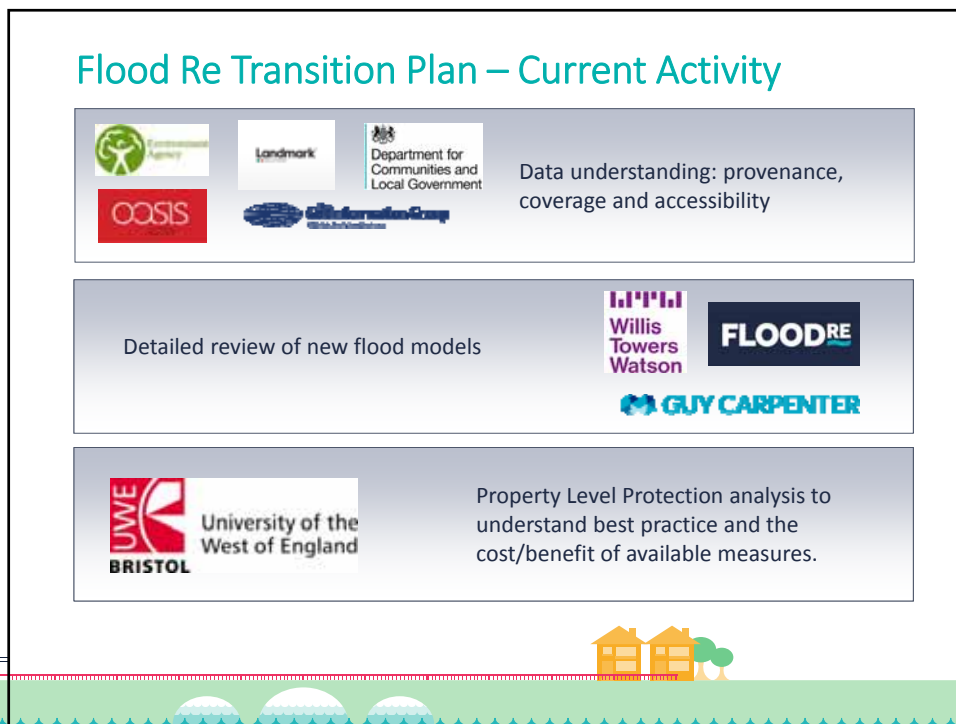 Flood Re Transition Plan – Current Activity
Environment
Agency
Landmark
Department for
Communities and
Local Government
OASIS
Data understanding: provenance,
coverage and accessibility
Detailed review of new flood models
Willis
Towers
Watson
FLOODRE
GUY CARPENTER
UWE
BRISTOL
University of the
West of England
Property Level Protection analysis to
understand best practice and the
cost/benefit of available measures.